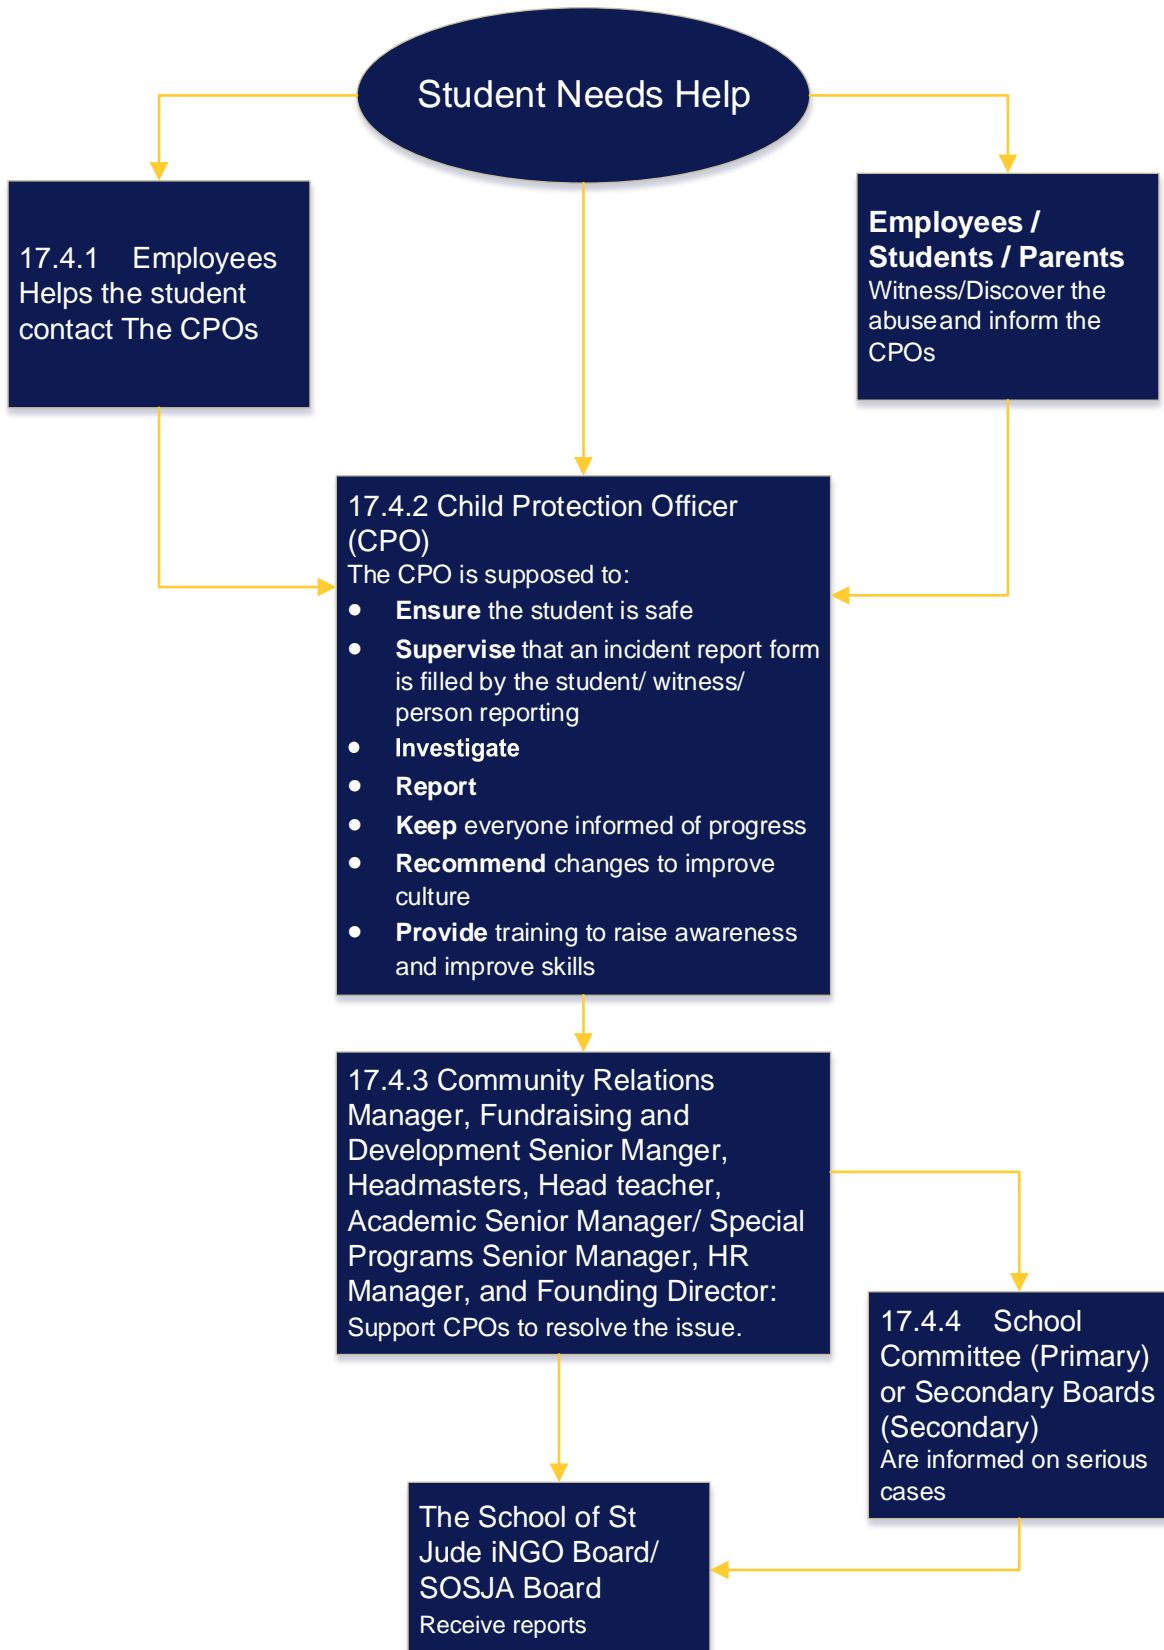 Student Needs Help
17.4.1 Employees
Helps the student
contact The CPOs
Employees /
Students / Parents
Witness/Discover the
abuse and inform the
CPOs
17.4.2 Child Protection Officer
(CPO)
The CPO is supposed to:
● Ensure the student is safe
● Supervise that an incident report form
is filled by the student/ witness/
person reporting
● Investigate
● Report
● Keep everyone informed of progress
● Recommend changes to improve
culture
● Provide training to raise awareness
and improve skills
17.4.3 Community Relations
Manager, Fundraising and
Development Senior Manger,
Headmasters, Head teacher,
Academic Senior Manager/ Special
Programs Senior Manager, HR
Manager, and Founding Director:
Support CPOs to resolve the issue.
17.4.4 School
Committee (Primary)
or Secondary Boards
(Secondary)
Are informed on serious
cases
The School of St
Jude iNGO Board/
SOSJA Board
Receive reports